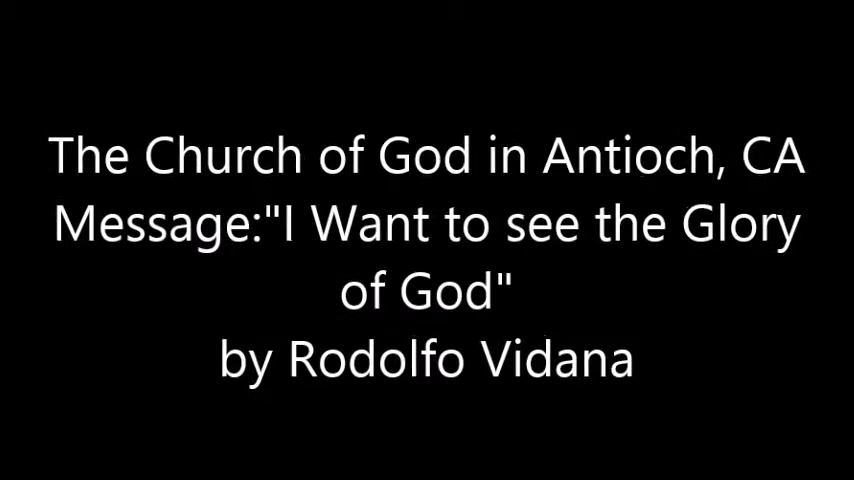 The Church of God in Antioch, CA
Message:"I Want to see the Glory
of God"
by Rodolfo Vidana